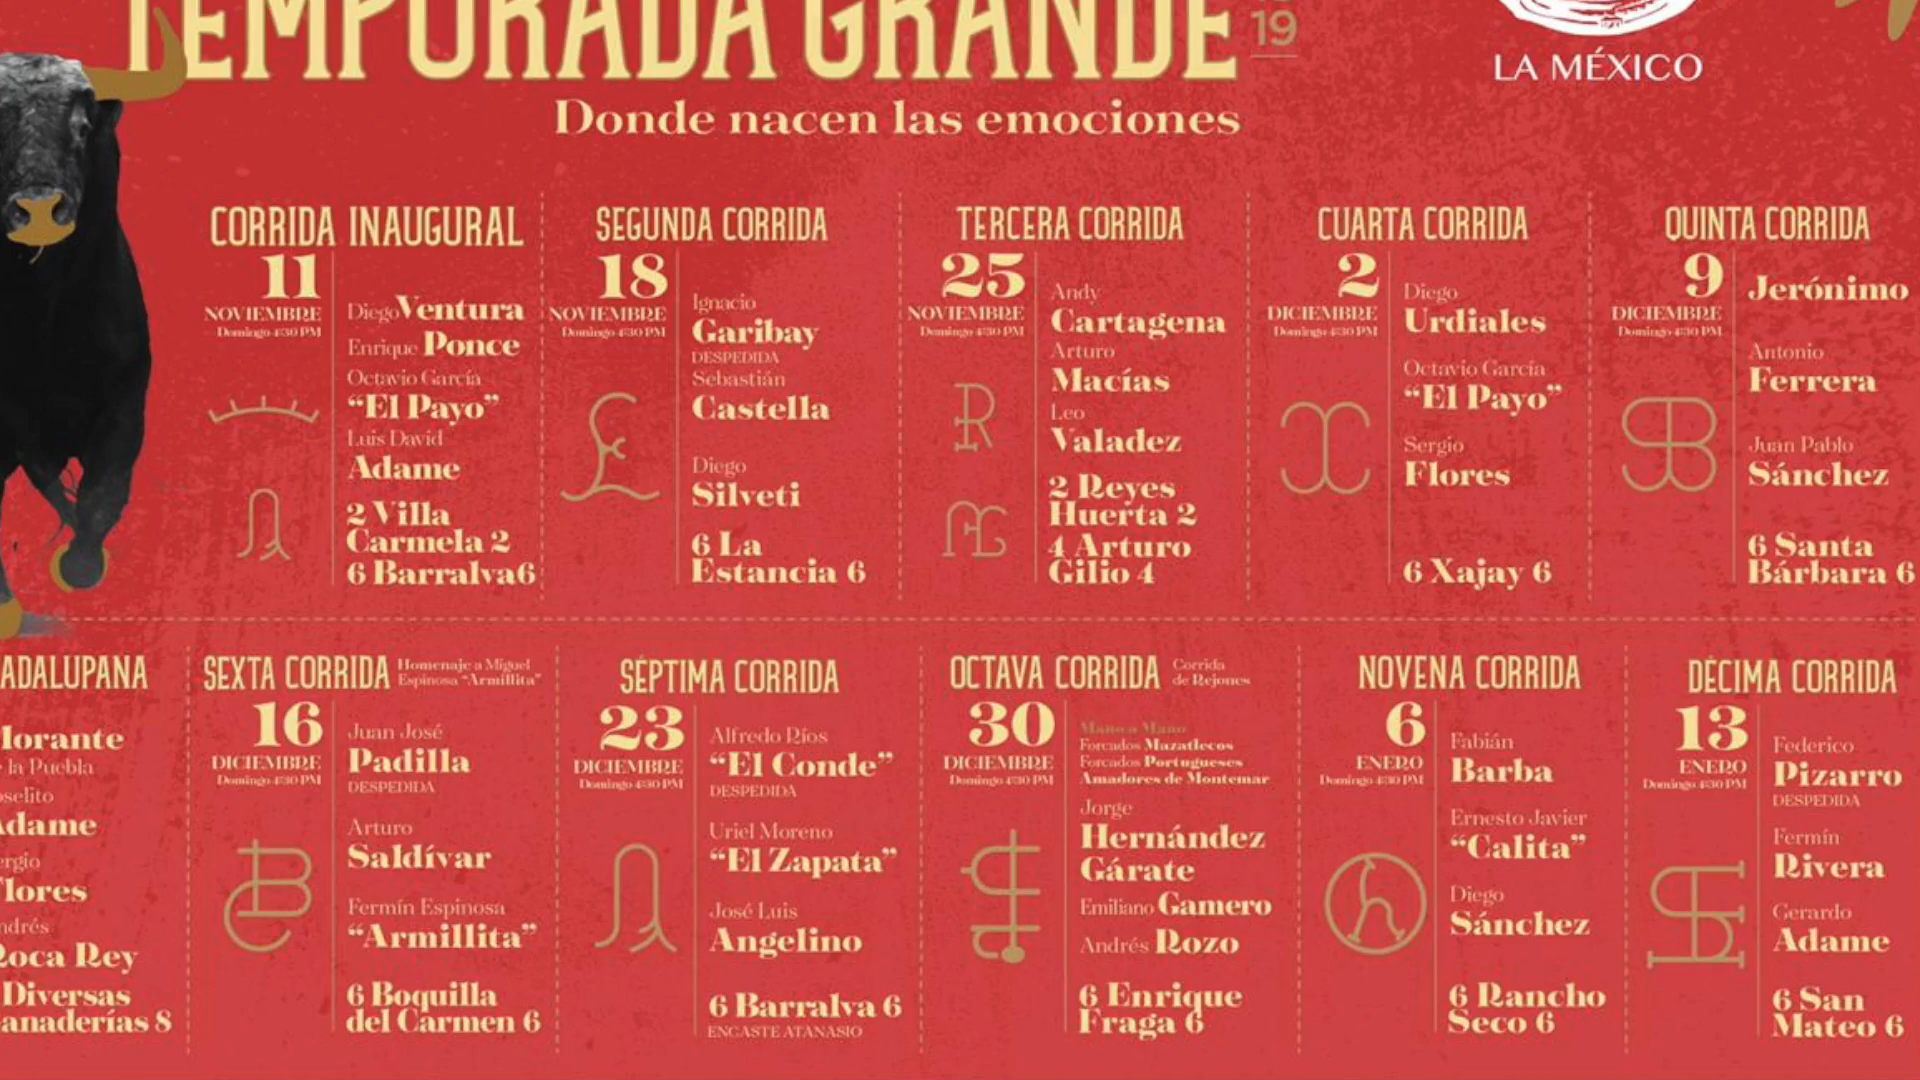 TEMPORADA GRANDE
19
LA MÉXICO
Donde nacen las emociones
CORRIDA INAUGURAL
11
NOVIEMBRE
Domingo 4:30 PM
Diego Ventura
Enrique Ponce
Octavio García
“El Payo”
Luis David
Adame
2 Villa
Carmela 2
6 Barralva6
SEGUNDA CORRIDA
18
NOVIEMBRE
Domingo 4:30 PM
Ignacio
Garibay
DESPEDIDA
Sebastián
Castella
Diego
Silveti
6 La
Estancia 6
TERCERA CORRIDA
25
NOVIEMBRE
Domingo 4:30 PM
Andy
Cartagena
Arturo
Macías
Leo
Valadez
2 Reyes
Huerta 2
4 Arturo
Gilio 4
CUARTA CORRIDA
2
DICIEMBRE
Domingo 4:30 PM
Diego
Urdiales
Octavio García
“El Payo”
Sergio
Flores
6 Xajay 6
QUINTA CORRIDA
9
DICIEMBRE
Domingo 4:30 PM
Jerónimo
Antonio
Ferrera
Juan Pablo
Sánchez
6 Santa
Bárbara 6
ADALUPANA
Morante
la Puebla
oselito
Adame
ergio
Flores
ndrés
Roca Rey
Diversas
anaderías 8
SEXTA CORRIDA
Homenaje a Miguel
Espinosa “Armillita”
16
DICIEMBRE
Domingo 4:30 PM
Juan José
Padilla
DESPEDIDA
Arturo
Saldívar
Fermín Espinosa
“Armillita”
6 Boquilla
del Carmen 6
SÉPTIMA CORRIDA
23
DICIEMBRE
Domingo 4:30 PM
Alfredo Ríos
“El Conde”
DESPEDIDA
Uriel Moreno
“El Zapata”
José Luis
Angelino
6 Barralva 6
ENCASTE ATANASIO
OCTAVA CORRIDA
Corrida
de Rejones
30
DICIEMBRE
Domingo 4:30 PM
Mano a Mano
Forcados Mazatlecos
Forcados Portugueses
Amadores de Montemar
Jorge
Hernández
Gárate
Emiliano Gamero
Andrés Rozo
6 Enrique
Fraga 6
NOVENA CORRIDA
6
ENERO
Domingo 4:30 PM
Fabián
Barba
Ernesto Javier
“Calita”
Diego
Sánchez
6 Rancho
Seco 6
DÉCIMA CORRIDA
13
ENERO
Domingo 4:30 PM
Federico
Pizarro
DESPEDIDA
Fermín
Rivera
Gerardo
Adame
6 San
Mateo 6